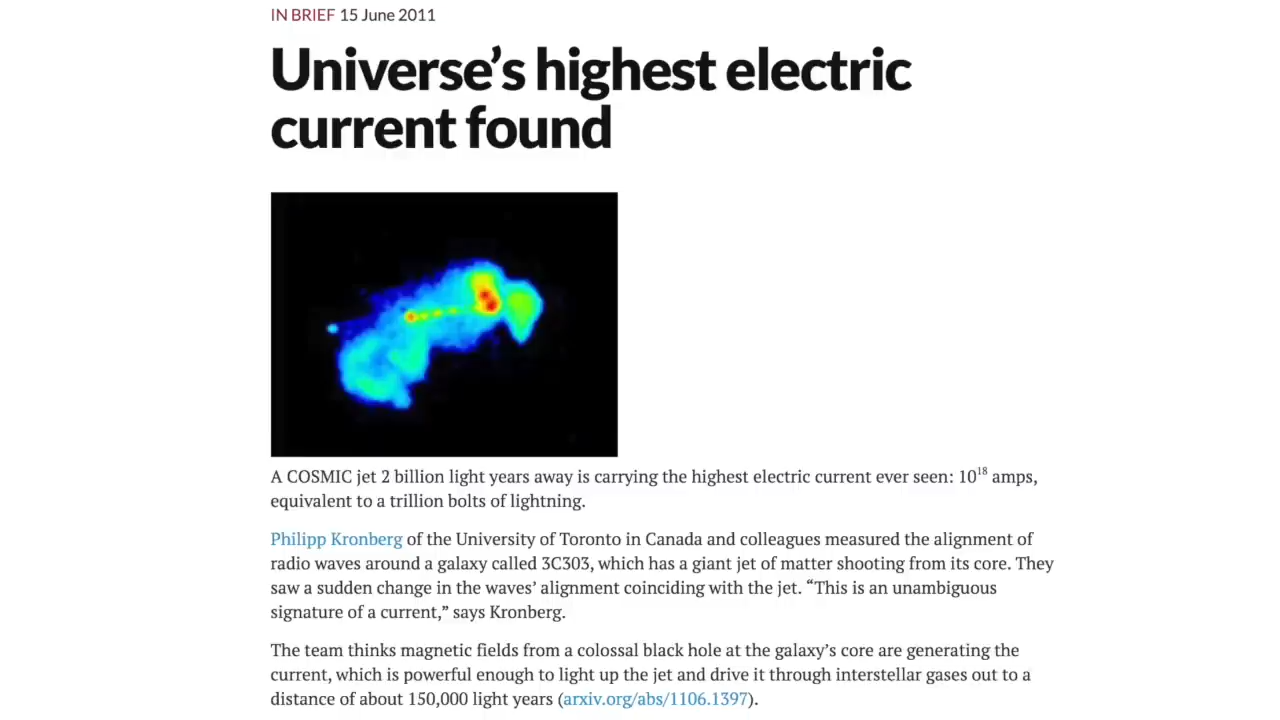 IN BRIEF 15 June 2011
Universe’s highest electric
current found
A COSMIC jet 2 billion light years away is carrying the highest electric current ever seen: 10¹⁸ amps,
equivalent to a trillion bolts of lightning.
Philipp Kronberg of the University of Toronto in Canada and colleagues measured the alignment of
radio waves around a galaxy called 3C303, which has a giant jet of matter shooting from its core. They
saw a sudden change in the waves’ alignment coinciding with the jet. “This is an unambiguous
signature of a current,” says Kronberg.
The team thinks magnetic fields from a colossal black hole at the galaxy’s core are generating the
current, which is powerful enough to light up the jet and drive it through interstellar gases out to a
distance of about 150,000 light years (arxiv.org/abs/1106.1397).